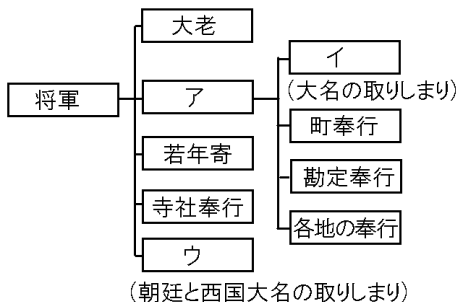 大老
将軍
ア
イ
(大名の取りしまり)
町奉行
若年寄
勘定奉行
寺社奉行
各地の奉行
ウ
(朝廷と西国大名の取りしまり)